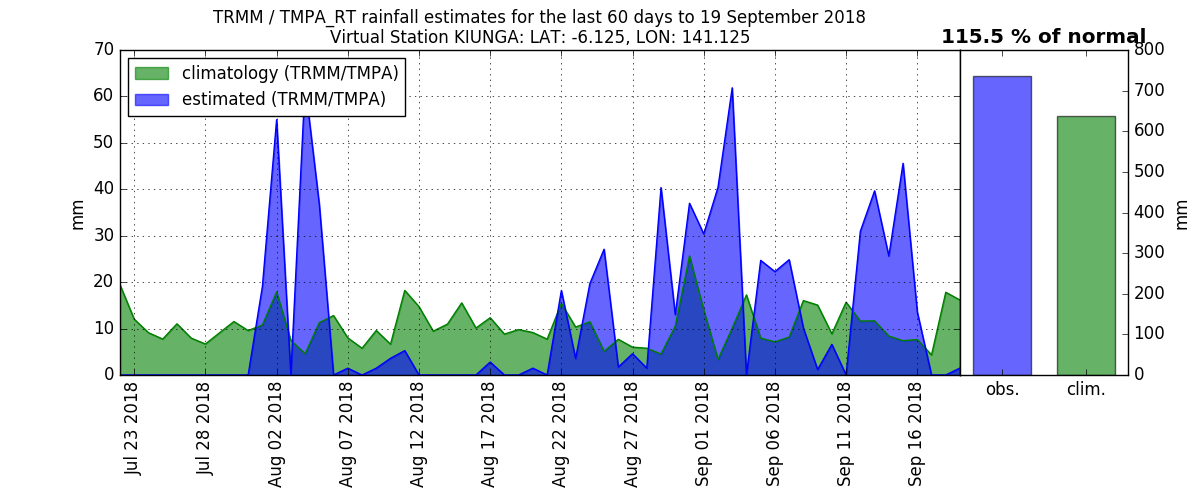 TRMM / TMPA_RT rainfall estimates for the last 60 days to 19 September 2018
Virtual Station KIUNGA: LAT: -6.125, LON: 141.125
115.5 % of normal
climatology (TRMM/TMPA)
estimated (TRMM/TMPA)
mm
70
60
50
40
30
20
10
0
Jul 23 2018
Jul 28 2018
Aug 02 2018
Aug 07 2018
Aug 12 2018
Aug 17 2018
Aug 22 2018
Aug 27 2018
Sep 01 2018
Sep 06 2018
Sep 11 2018
Sep 16 2018
obs.
clim.
800
700
600
500
400
300
200
100
0
mm